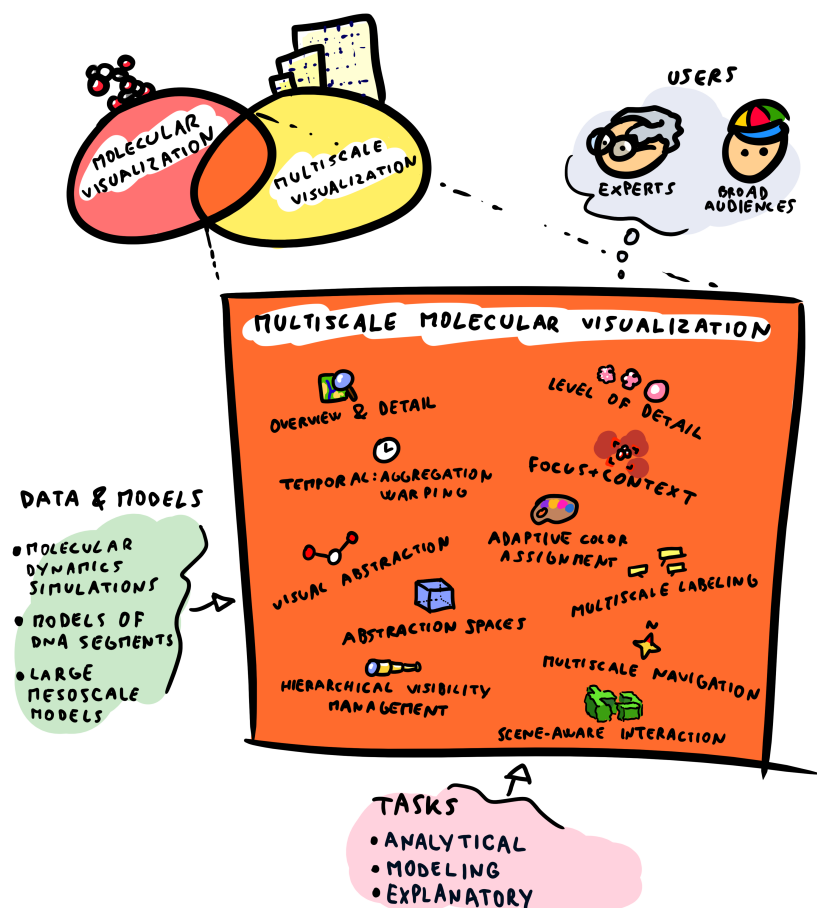 MOLECULAR
VISUALIZATION
MULTISCALE
VISUALIZATION
USERS
EXPERTS
BROAD
AUDIENCES
MULTISCALE MOLECULAR VISUALIZATION
OVERVIEW & DETAIL
LEVEL OF DETAIL
TEMPORAL: AGGREGATION
WARPING
FOCUS+CONTEXT
VISUAL ABSTRACTION
ADAPTIVE COLOR
ASSIGNMENT
MULTISCALE LABELING
ABSTRACTION SPACES
MULTISCALE NAVIGATION
N
HIERARCHICAL VISIBILITY
MANAGEMENT
SCENE-AWARE INTERACTION
DATA & MODELS
• MOLECULAR
DYNAMICS
SIMULATIONS
• MODELS OF
DNA SEGMENTS
• LARGE
MESOSCALE
MODELS
TASKS
• ANALYTICAL
• MODELING
• EXPLANATORY